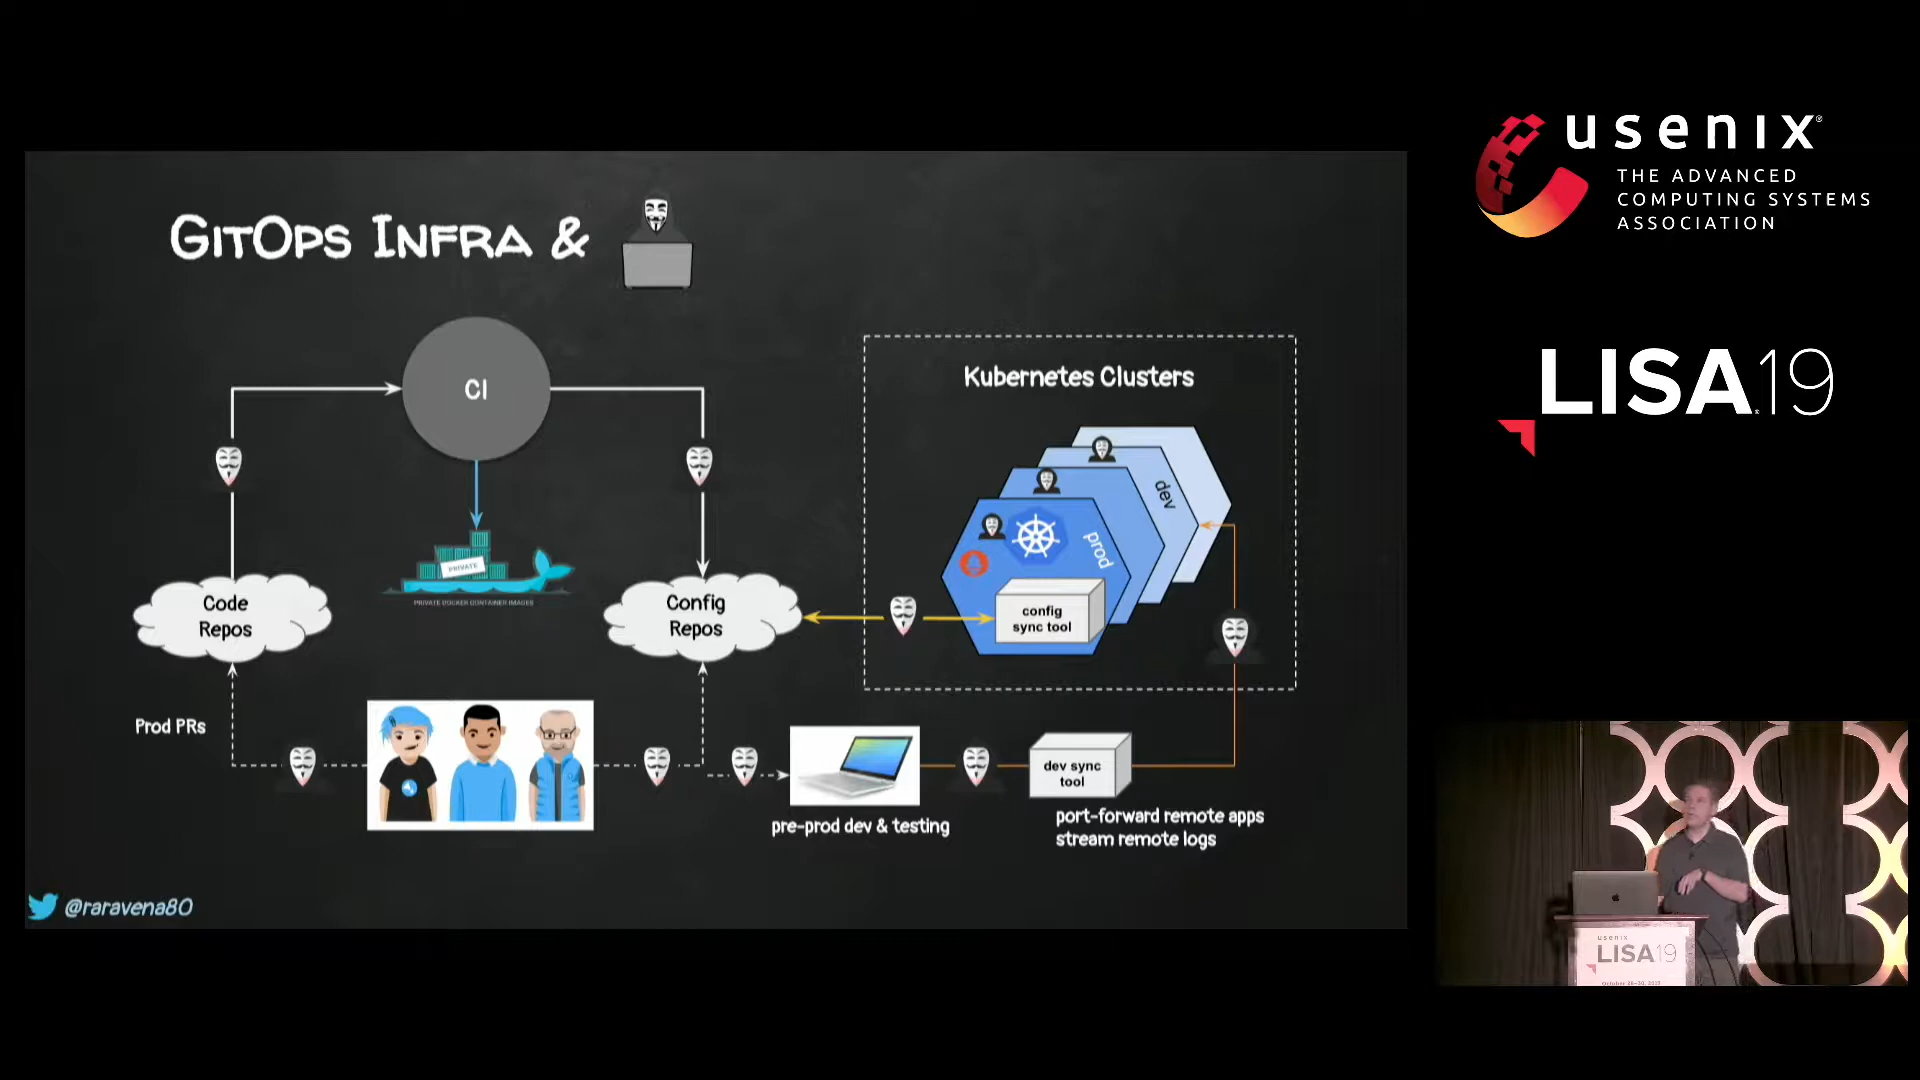 GitOps Infra &
CI
Kubernetes Clusters
dev
prod
PRIVATE
PRIVATE DOCKER CONTAINER IMAGES
Code
Repos
Config
Repos
config
sync tool
Prod PRs
dev sync
tool
pre-prod dev & testing
port-forward remote apps
stream remote logs
@raravena80
usenix®
THE ADVANCED
COMPUTING SYSTEMS
ASSOCIATION
LISA.19
usenix
LISA19